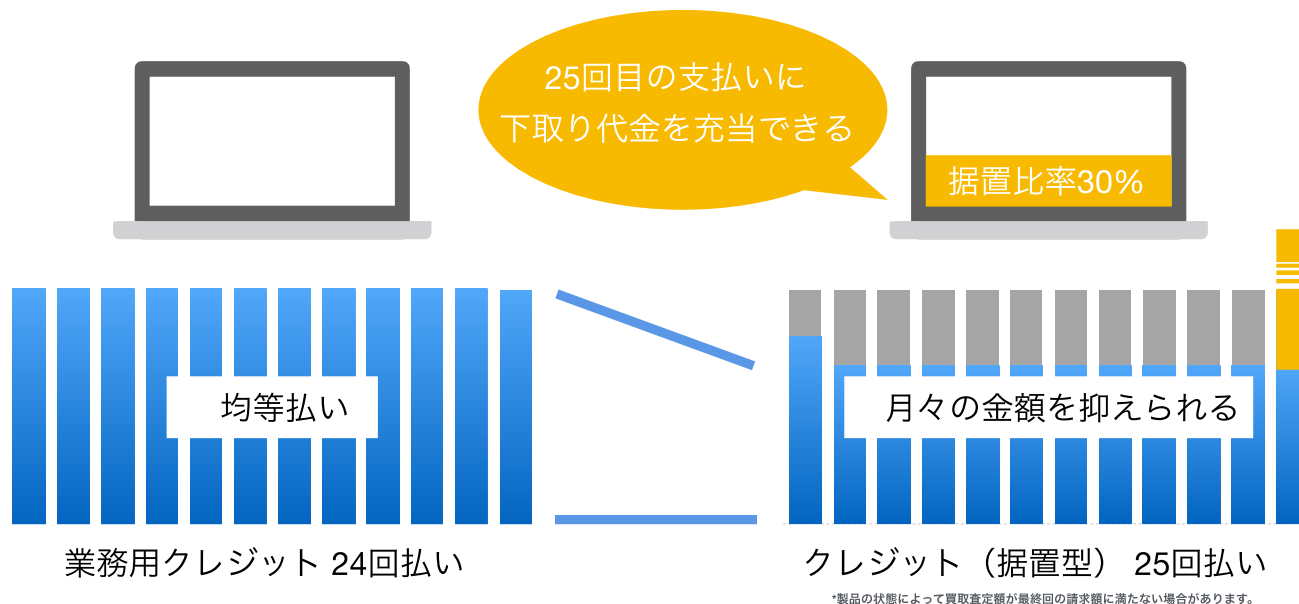 25回目の支払いに
下取り代金を充当できる
据置比率30%
均等払い
月々の金額を抑えられる
業務用クレジット 24回払い
クレジット（据置型） 25回払い
*製品の状態によって買取査定額が最終回の請求額に満たない場合があります。